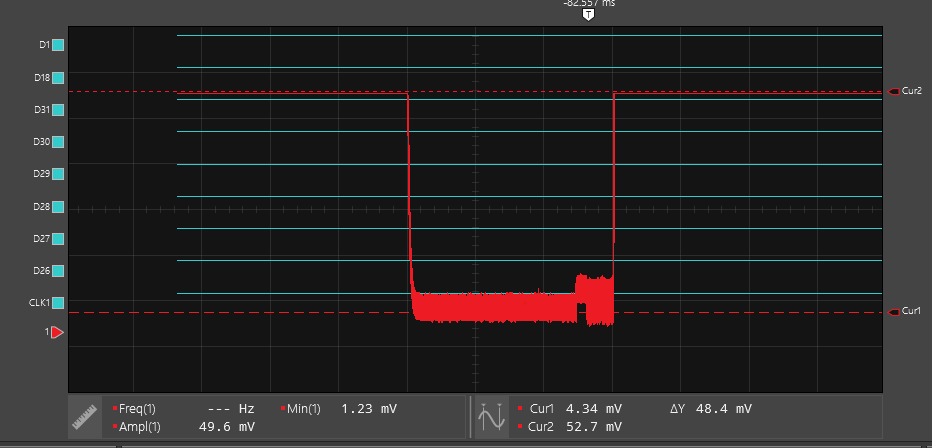 -82.557 ms
T
D1
D18
Cur2
D31
D30
D29
D28
D27
D26
CLK1
Cur1
1
Freq(1) --- Hz Min(1) 1.23 mV Cur1 4.34 mV ΔY 48.4 mV
Ampl(1) 49.6 mV Cur2 52.7 mV